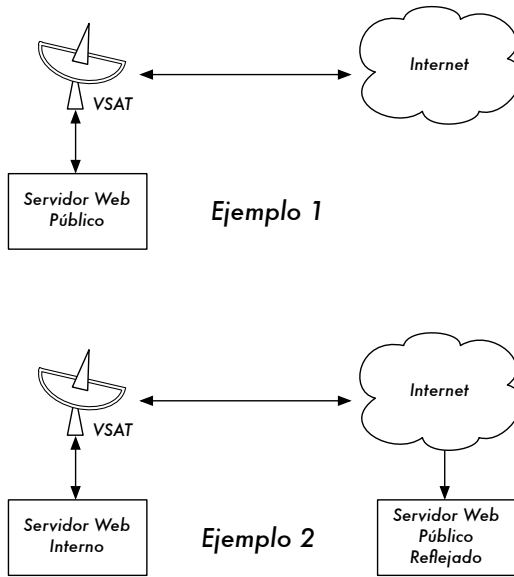 Internet
VSAT
Servidor Web
Público
Ejemplo 1
Internet
VSAT
Servidor Web
Interno
Ejemplo 2
Servidor Web
Público
Reflejado